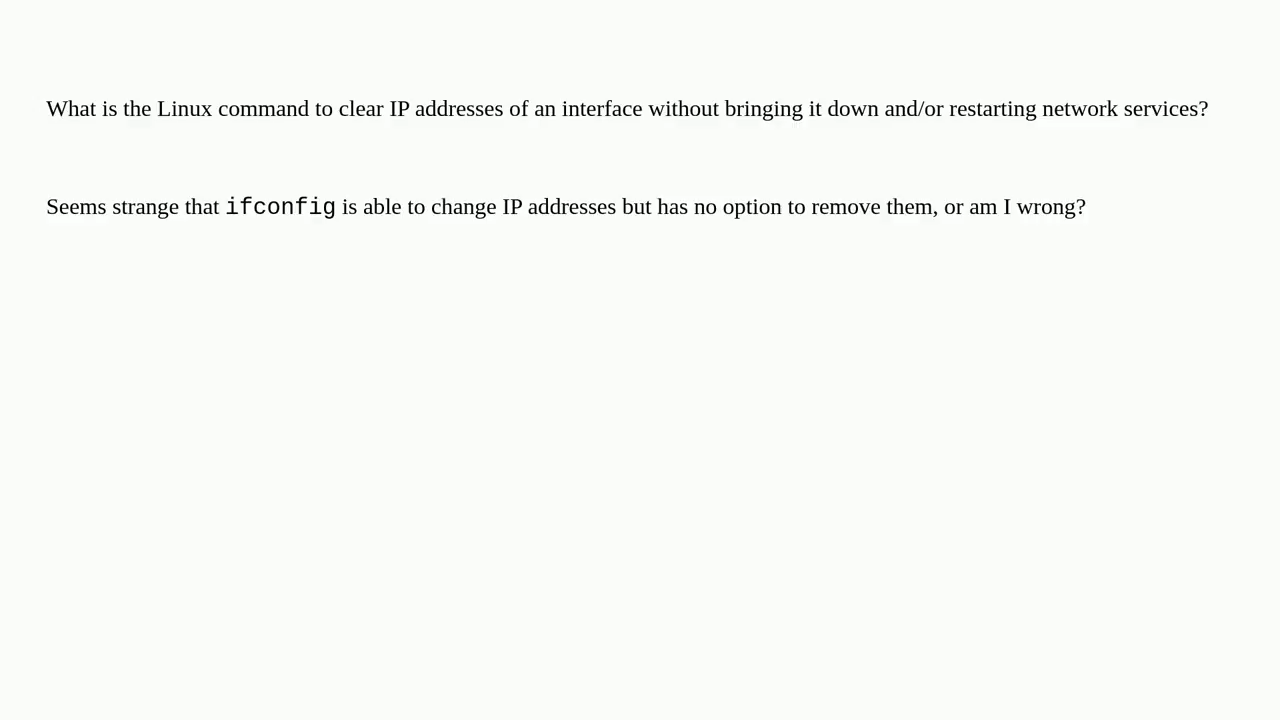 What is the Linux command to clear IP addresses of an interface without bringing it down and/or restarting network services?
Seems strange that ifconfig is able to change IP addresses but has no option to remove them, or am I wrong?